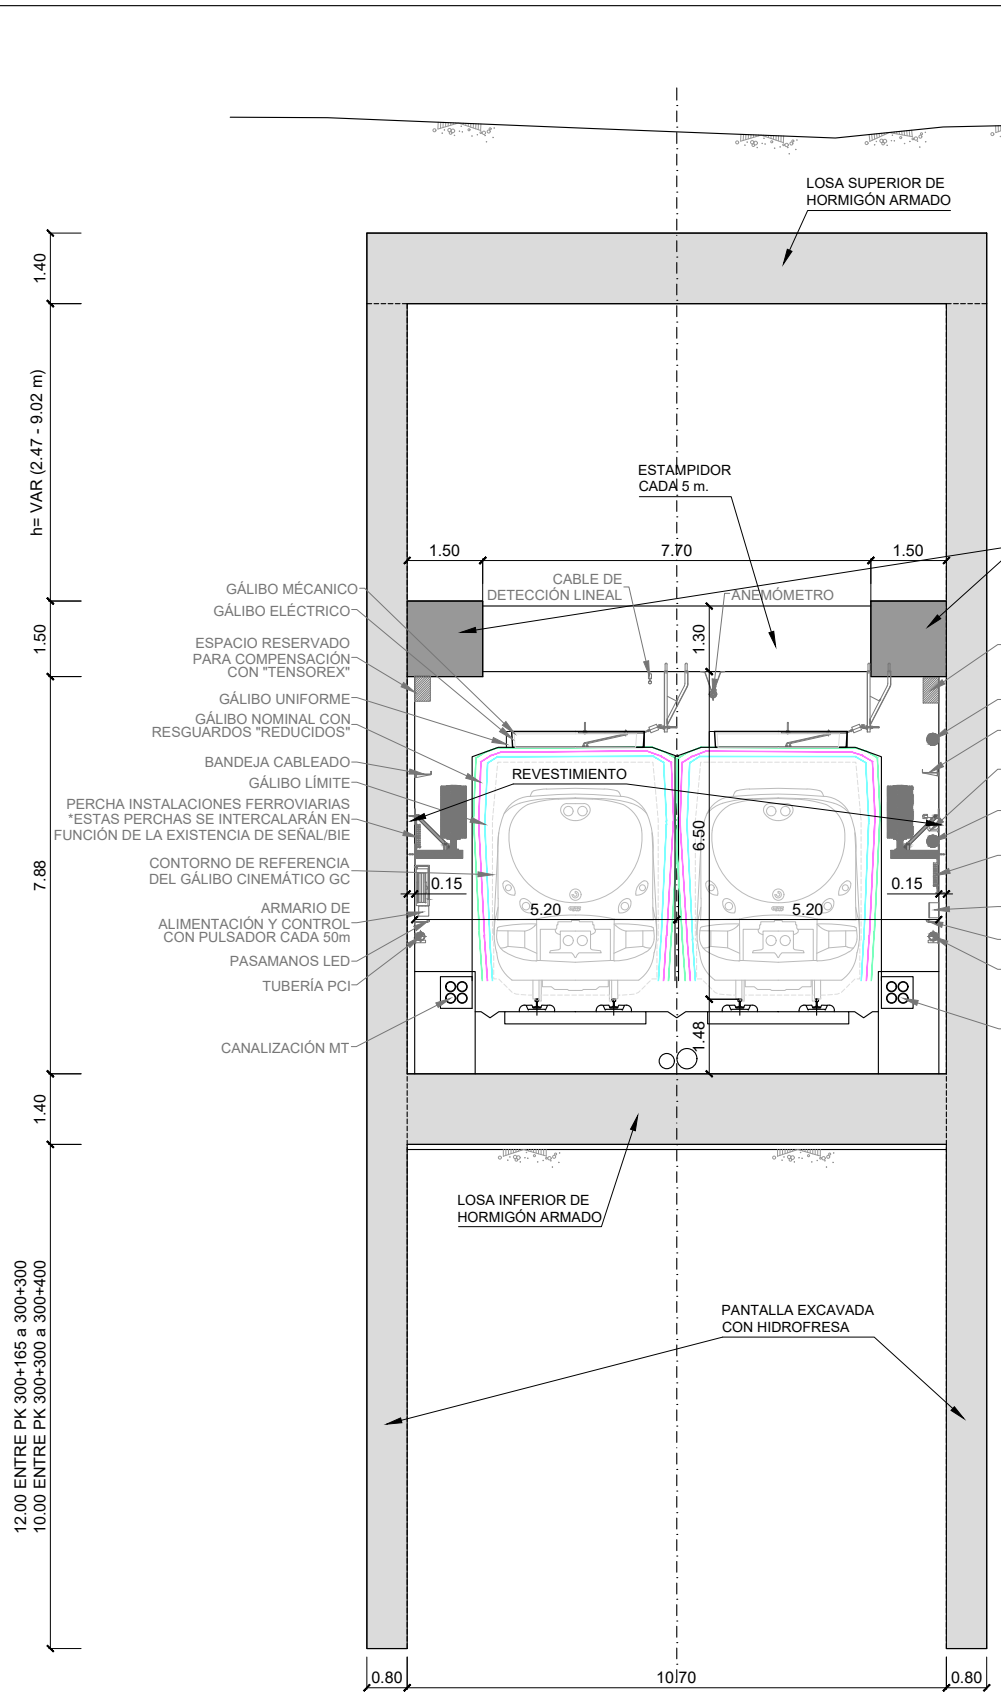 LOSA SUPERIOR DE
HORMIGÓN ARMADO
1.40
h= VAR (2.47 - 9.02 m)
ESTAMPIDOR
CADA 5 m.
1.50
7.70
1.50
CABLE DE
DETECCIÓN LINEAL
ANEMÓMETRO
1.30
1.50
GÁLIBO MÉCANICO
GÁLIBO ELÉCTRICO
ESPACIO RESERVADO
PARA COMPENSACIÓN
CON "TENSOREX"
GÁLIBO UNIFORME
GÁLIBO NOMINAL CON
RESGUARDOS "REDUCIDOS"
BANDEJA CABLEADO
GÁLIBO LÍMITE
REVESTIMIENTO
PERCHA INSTALACIONES FERROVIARIAS
*ESTAS PERCHAS SE INTERCALARÁN EN
FUNCIÓN DE LA EXISTENCIA DE SEÑAL/BIE
6.50
CONTORNO DE REFERENCIA
DEL GÁLIBO CINEMÁTICO GC
7.88
0.15
0.15
5.20
5.20
ARMARIO DE
ALIMENTACIÓN Y CONTROL
CON PULSADOR CADA 50m
PASAMANOS LED
TUBERÍA PCI
CANALIZACIÓN MT
1.48
1.40
LOSA INFERIOR DE
HORMIGÓN ARMADO
12.00 ENTRE PK 300+165 a 300+300
10.00 ENTRE PK 300+300 a 300+400
PANTALLA EXCAVADA
CON HIDROFRESA
0.80
10.70
0.80